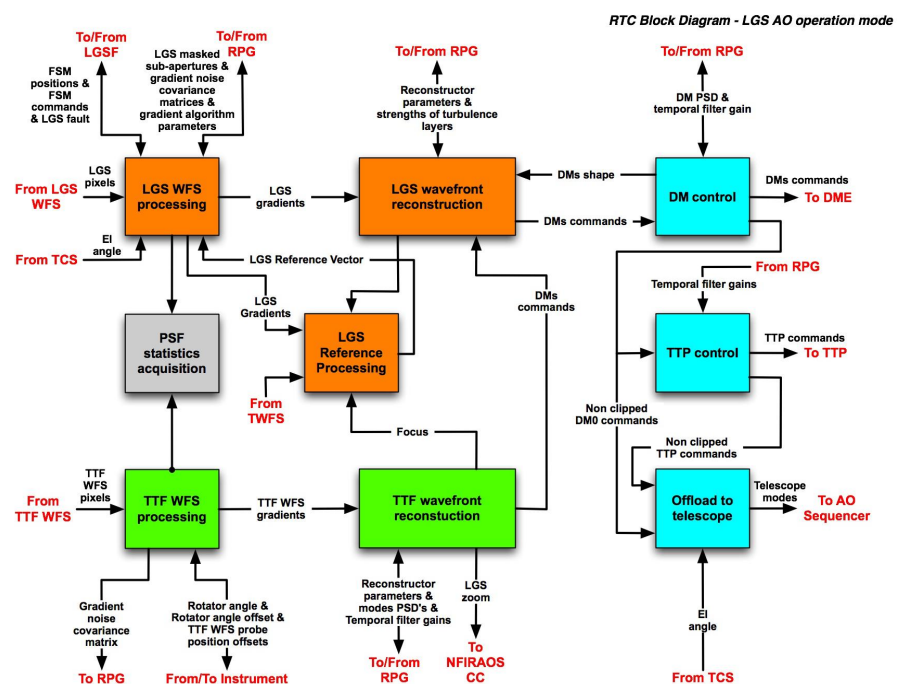 RTC Block Diagram - LGS AO operation mode
To/From
LGSF
To/From
RPG
To/From RPG
To/From RPG
FSM
positions &
FSM
commands
& LGS fault
LGS masked
sub-apertures &
gradient noise
covariance
matrices &
gradient algorithm
parameters
Reconstructor
parameters &
strengths of turbulence
layers
DM PSD &
temporal filter gain
From LGS
WFS
LGS
pixels
LGS WFS
processing
LGS
gradients
LGS wavefront
reconstruction
DMs shape
DMs commands
DM control
DMs commands
To DME
From TCS
El
angle
LGS Reference Vector
From RPG
Temporal filter gains
LGS
Gradients
DMs
commands
PSF
statistics
acquisition
LGS
Reference
Processing
TTP control
TTP commands
To TTP
From
TWFS
Non clipped
DM0 commands
Focus
Non clipped
TTP commands
From
TTF WFS
TTF
WFS
pixels
TTF WFS
processing
TTF WFS
gradients
TTF wavefront
reconstuction
Offload to
telescope
Telescope
modes
To AO
Sequencer
Gradient
noise
covariance
matrix
Rotator angle &
Rotator angle offset &
TTF WFS probe
position offsets
Reconstructor
parameters &
modes PSD's &
Temporal filter gains
LGS
zoom
El
angle
To RPG
From/To Instrument
To/From
RPG
To
NFIRAOS
CC
From TCS